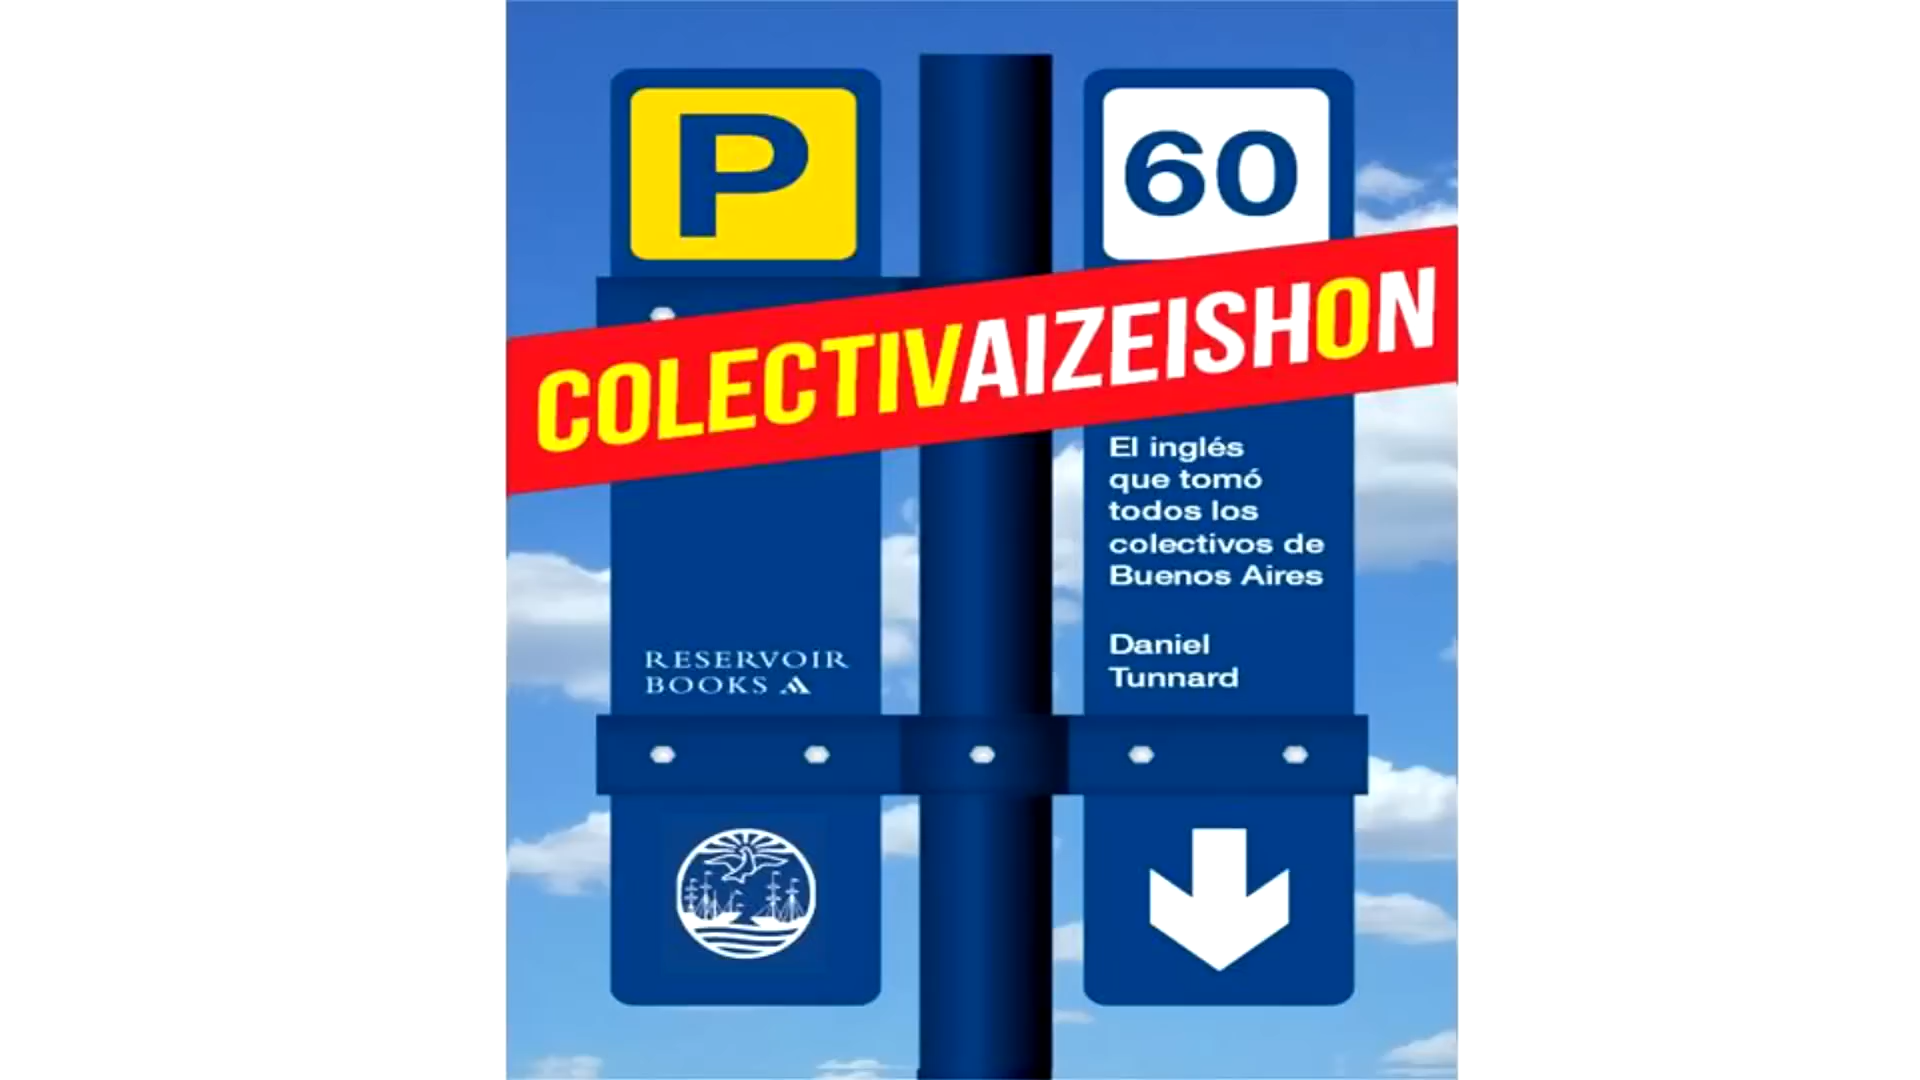 P
60
COLECTIVAIZEISHON
El inglés
que tomó
todos los
colectivos de
Buenos Aires
Daniel
Tunnard
RESERVOIR
BOOKS